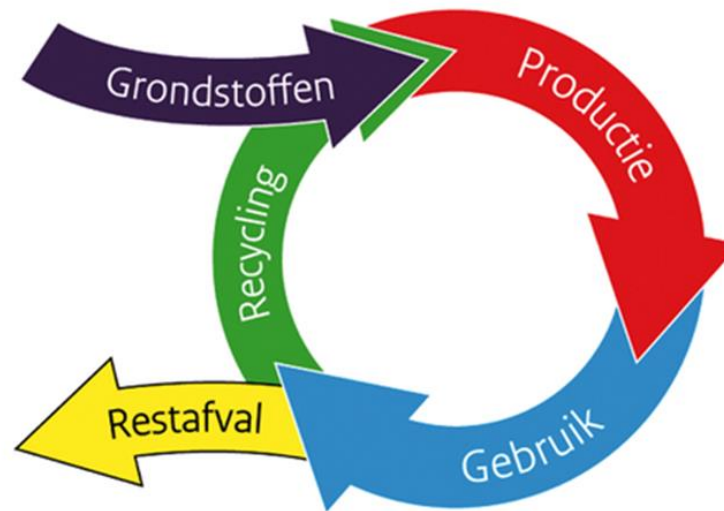 Grondstoffen
Productie
Recycling
Restafval
Gebruik